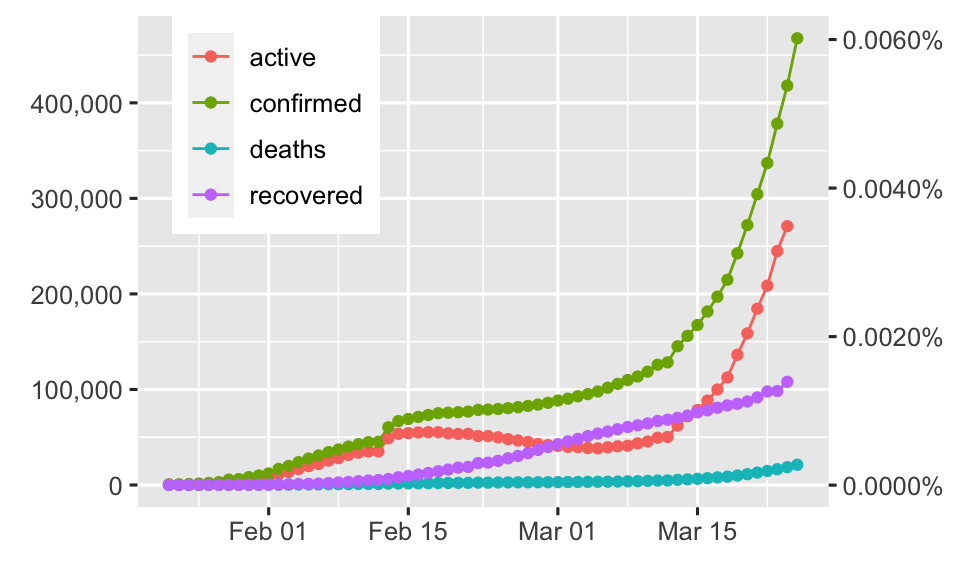 active
confirmed
deaths
recovered
400,000
300,000
200,000
100,000
0
0.0060%
0.0040%
0.0020%
0.0000%
Feb 01 Feb 15 Mar 01 Mar 15